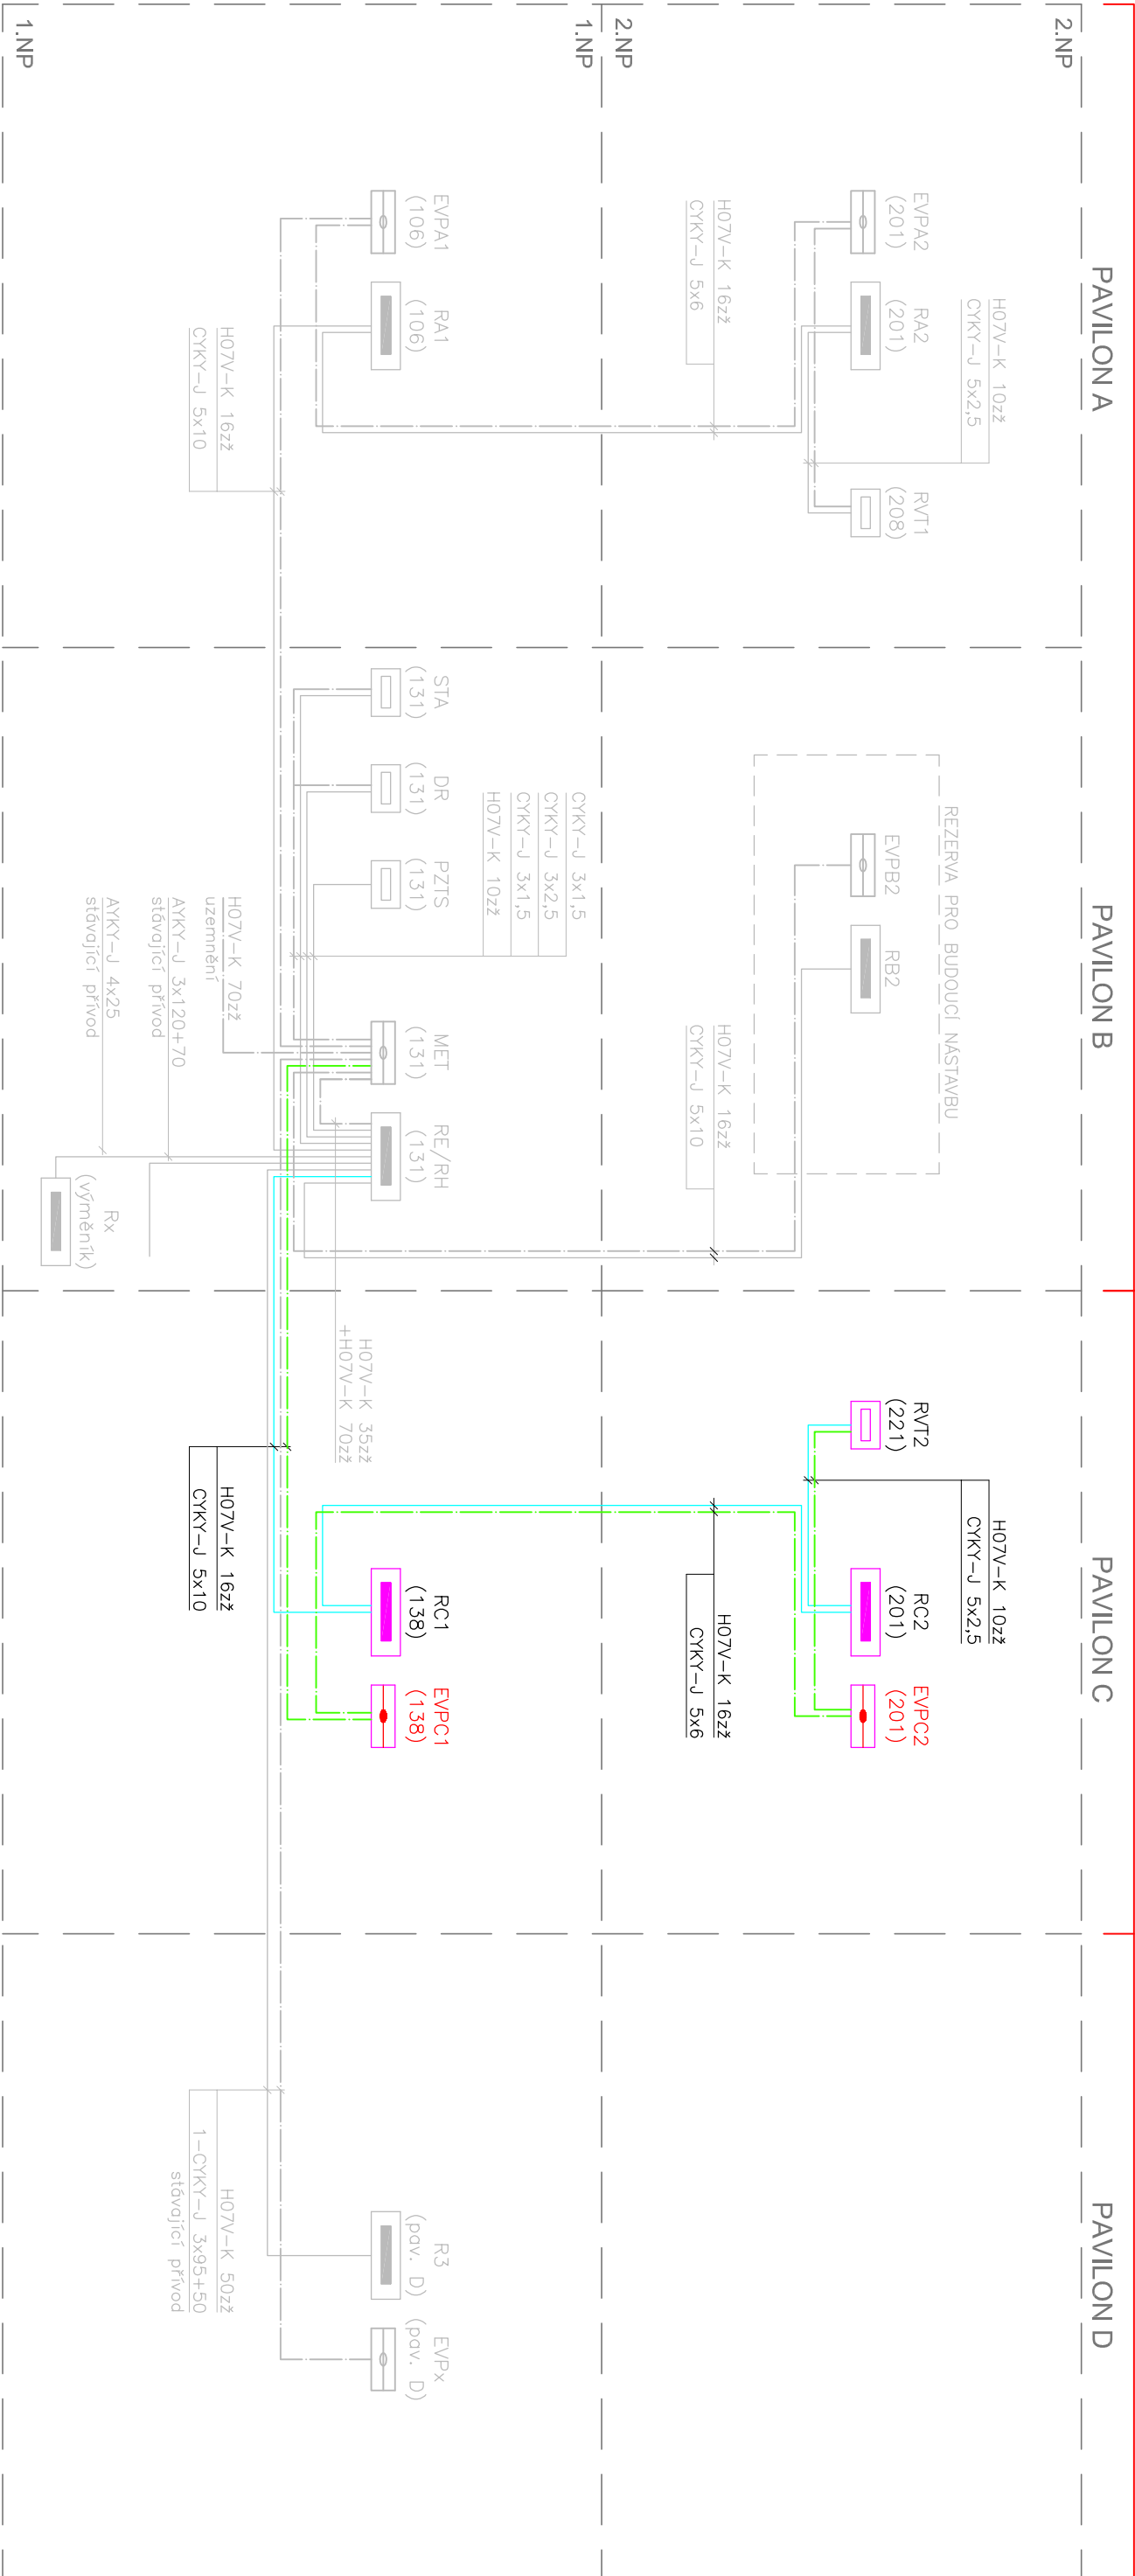 PAVILON A
PAVILON B
PAVILON C
PAVILON D
2.NP
2.NP
1.NP
1.NP
H07V-K 10zž
CYKY-J 5x2,5
EVPA2
(201)
RA2
(201)
RVT1
(208)
H07V-K 16zž
CYKY-J 5x6
EVPA1
(106)
RA1
(106)
H07V-K 16zž
CYKY-J 5x10
REZERVA PRO BUDOUCÍ NÁSTAVBU
EVPB2
RB2
H07V-K 16zž
CYKY-J 5x10
CYKY-J 3x1,5
CYKY-J 3x2,5
CYKY-J 3x1,5
H07V-K 10zž
STA
(131)
DR
(131)
PZTS
(131)
MET
(131)
RE/RH
(131)
H07V-K 70zž
uzemnění
AYKY-J 3x120+70
stávající přívod
AYKY-J 4x25
stávající přívod
Rx
(výměník)
H07V-K 35zž
+H07V-K 70zž
H07V-K 10zž
CYKY-J 5x2,5
RVT2
(221)
RC2
(201)
EVPC2
(201)
H07V-K 16zž
CYKY-J 5x6
RC1
(138)
EVPC1
(138)
H07V-K 16zž
CYKY-J 5x10
R3
(pav. D)
EVPx
(pav. D)
H07V-K 50zž
1-CYKY-J 3x95+50
stávající přívod